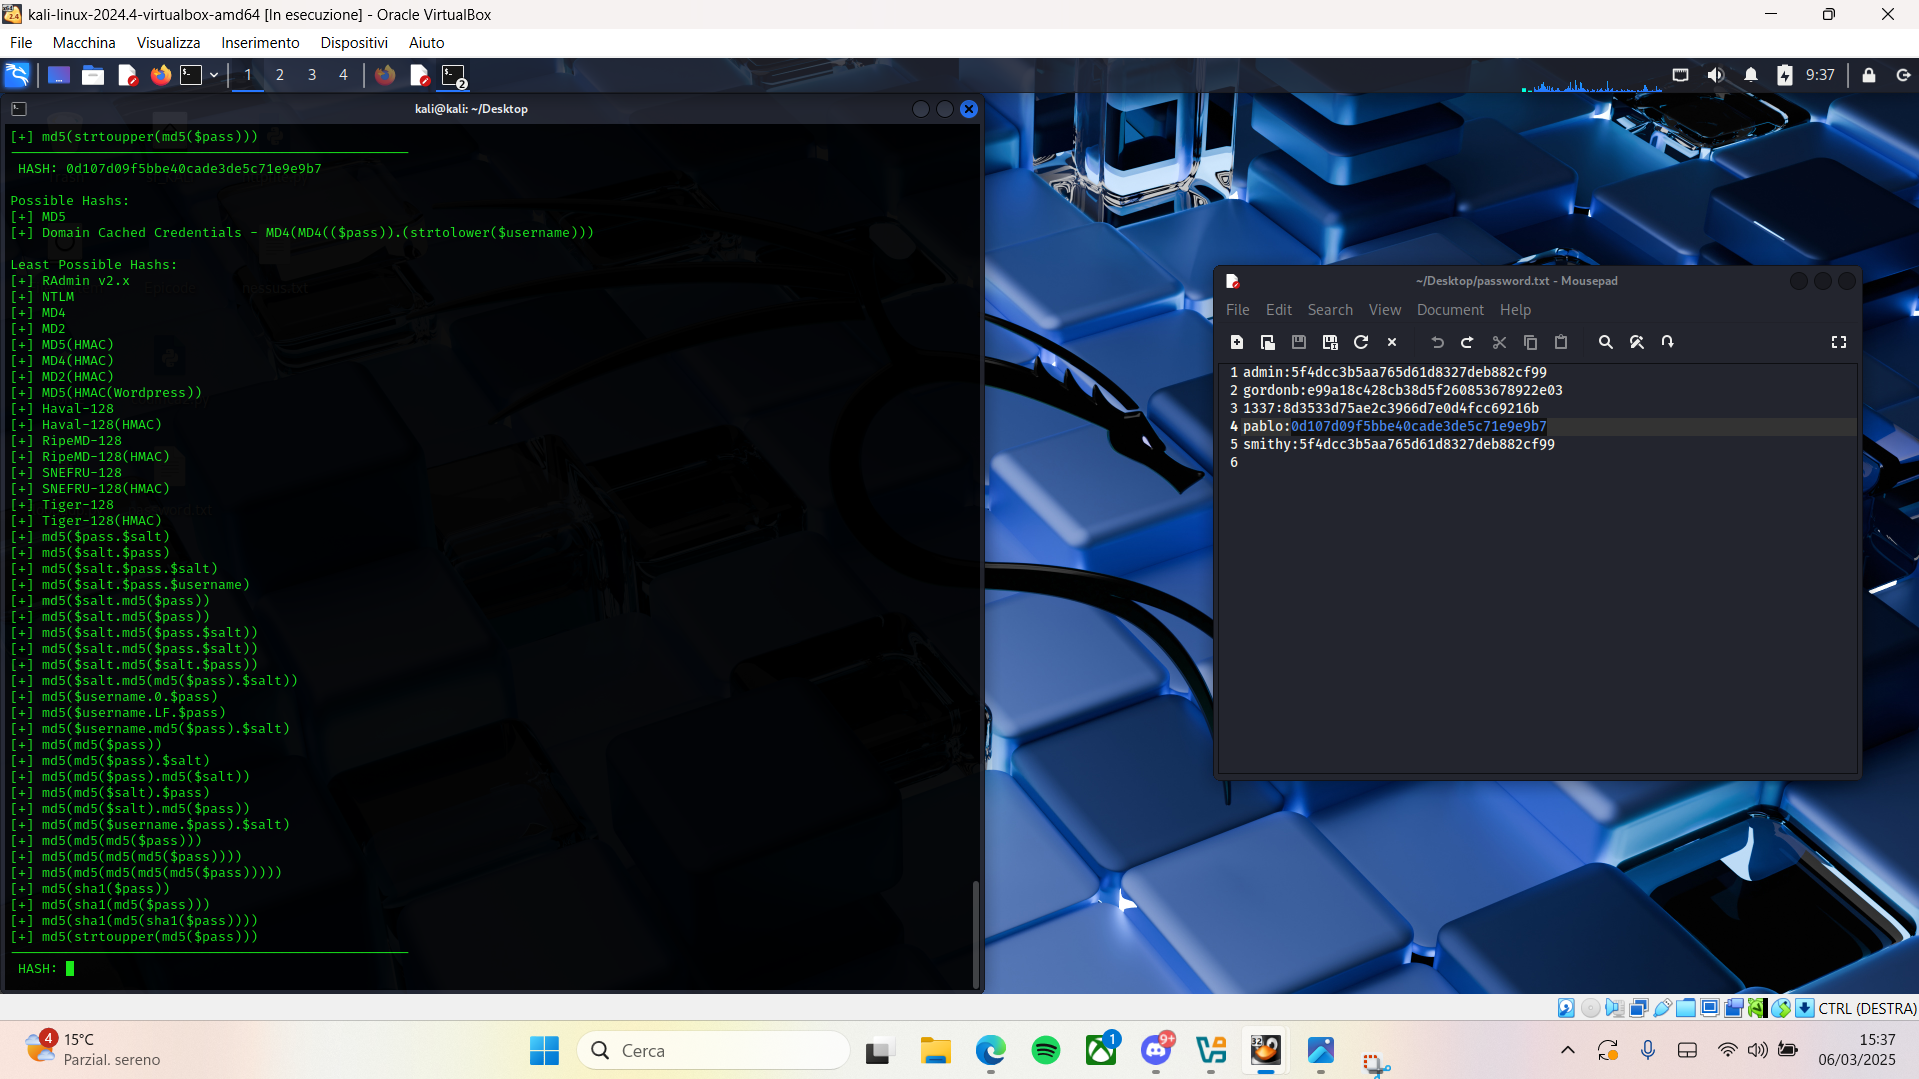 kali-linux-2024.4-virtualbox-amd64 [In esecuzione] - Oracle VirtualBox
File Macchina Visualizza Inserimento Dispositivi Aiuto
1 2 3 4 2 9:37
kali@kali: ~/Desktop
[+] md5(strtoupper(md5($pass)))
HASH: 0d107d09f5bbe40cade3de5c71e9e9b7
Possible Hashs:
[+] MD5
[+] Domain Cached Credentials - MD4(MD4(($pass)).(strtolower($username)))
Least Possible Hashs:
[+] RAdmin v2.x
[+] NTLM
[+] MD4
[+] MD2
[+] MD5(HMAC)
[+] MD4(HMAC)
[+] MD2(HMAC)
[+] MD5(HMAC(Wordpress))
[+] Haval-128
[+] Haval-128(HMAC)
[+] RipeMD-128
[+] RipeMD-128(HMAC)
[+] SNEFRU-128
[+] SNEFRU-128(HMAC)
[+] Tiger-128
[+] Tiger-128(HMAC)
[+] md5($pass.$salt)
[+] md5($salt.$pass)
[+] md5($salt.$pass.$salt)
[+] md5($salt.$pass.$username)
[+] md5($salt.md5($pass))
[+] md5($salt.md5($pass))
[+] md5($salt.md5($pass.$salt))
[+] md5($salt.md5($pass.$salt))
[+] md5($salt.md5($salt.$pass))
[+] md5($salt.md5(md5($pass).$salt))
[+] md5($username.0.$pass)
[+] md5($username.LF.$pass)
[+] md5($username.md5($pass).$salt)
[+] md5(md5($pass))
[+] md5(md5($pass).$salt)
[+] md5(md5($pass).md5($salt))
[+] md5(md5($salt).$pass)
[+] md5(md5($salt).md5($pass))
[+] md5(md5($username.$pass).$salt)
[+] md5(md5(md5($pass)))
[+] md5(md5(md5(md5($pass))))
[+] md5(md5(md5(md5(md5($pass)))))
[+] md5(sha1($pass))
[+] md5(sha1(md5($pass)))
[+] md5(sha1(md5(sha1($pass))))
[+] md5(strtoupper(md5($pass)))
HASH:
~/Desktop/password.txt - Mousepad
File Edit Search View Document Help
1 admin:5f4dcc3b5aa765d61d8327deb882cf99
2 gordonb:e99a18c428cb38d5f260853678922e03
3 1337:8d3533d75ae2c3966d7e0d4fcc69216b
4 pablo:0d107d09f5bbe40cade3de5c71e9e9b7
5 smithy:5f4dcc3b5aa765d61d8327deb882cf99
6
CTRL (DESTRA)
4 15°C
Parzial. sereno
Cerca
1
9+
32
15:37
06/03/2025